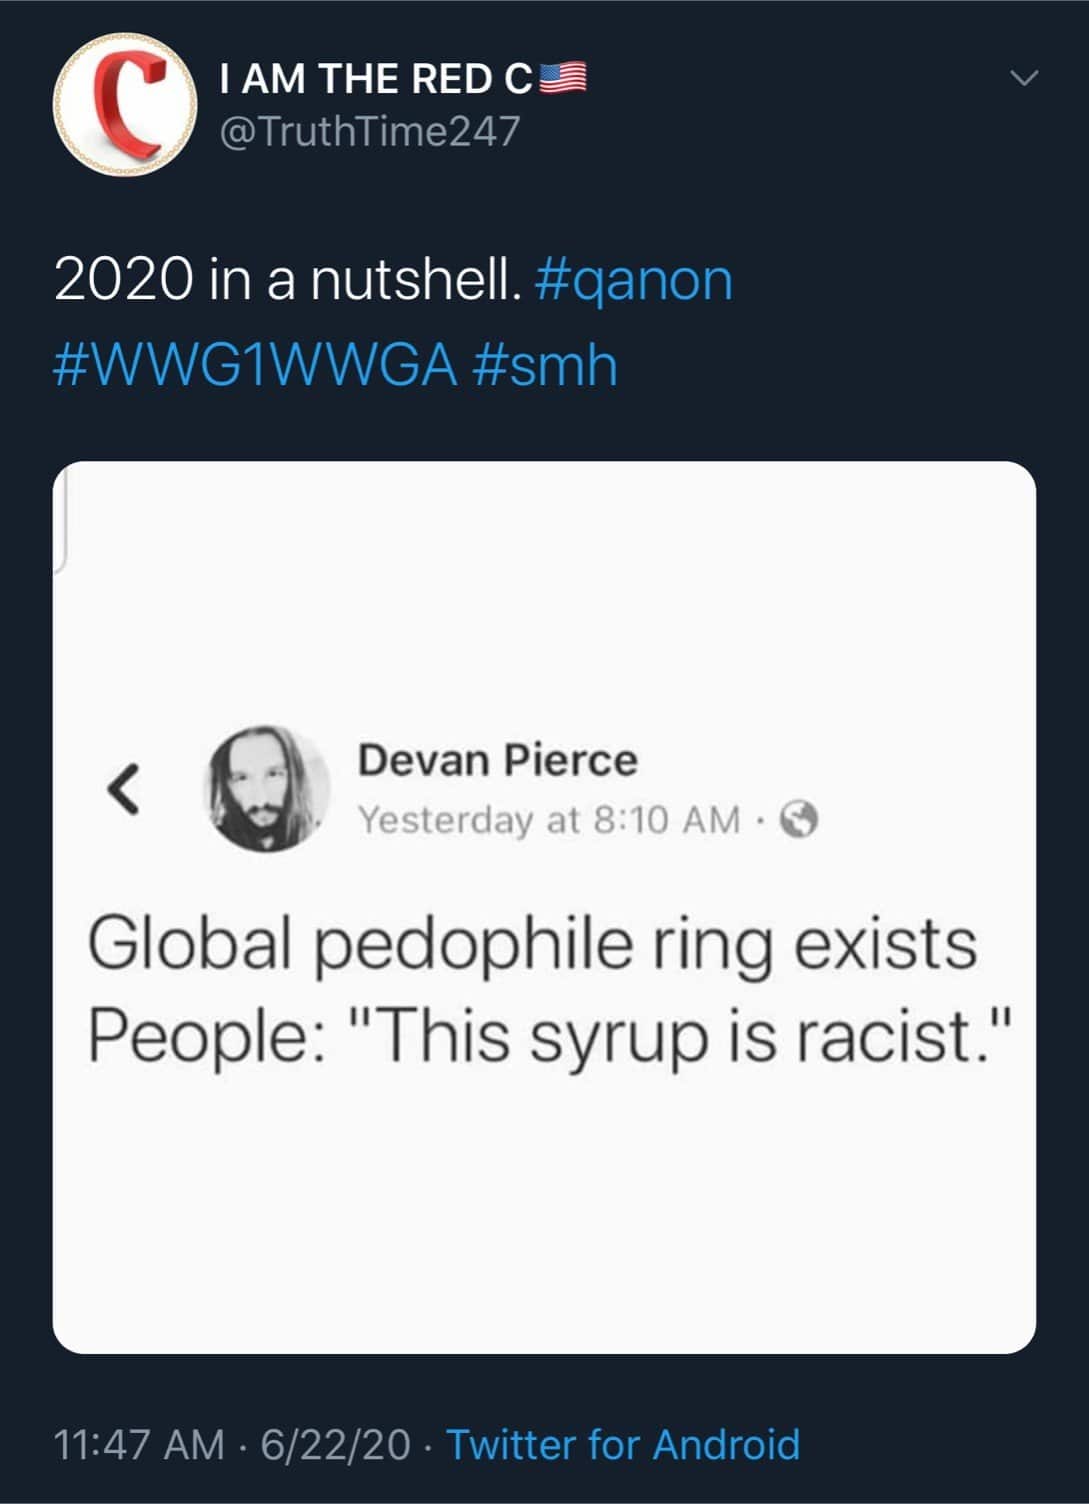 I AM THE RED C🇺🇸
@TruthTime247
2020 in a nutshell. #qanon
#WWG1WWGA #smh
Devan Pierce
Yesterday at 8:10 AM ·
Global pedophile ring exists
People: "This syrup is racist."
11:47 AM · 6/22/20 · Twitter for Android